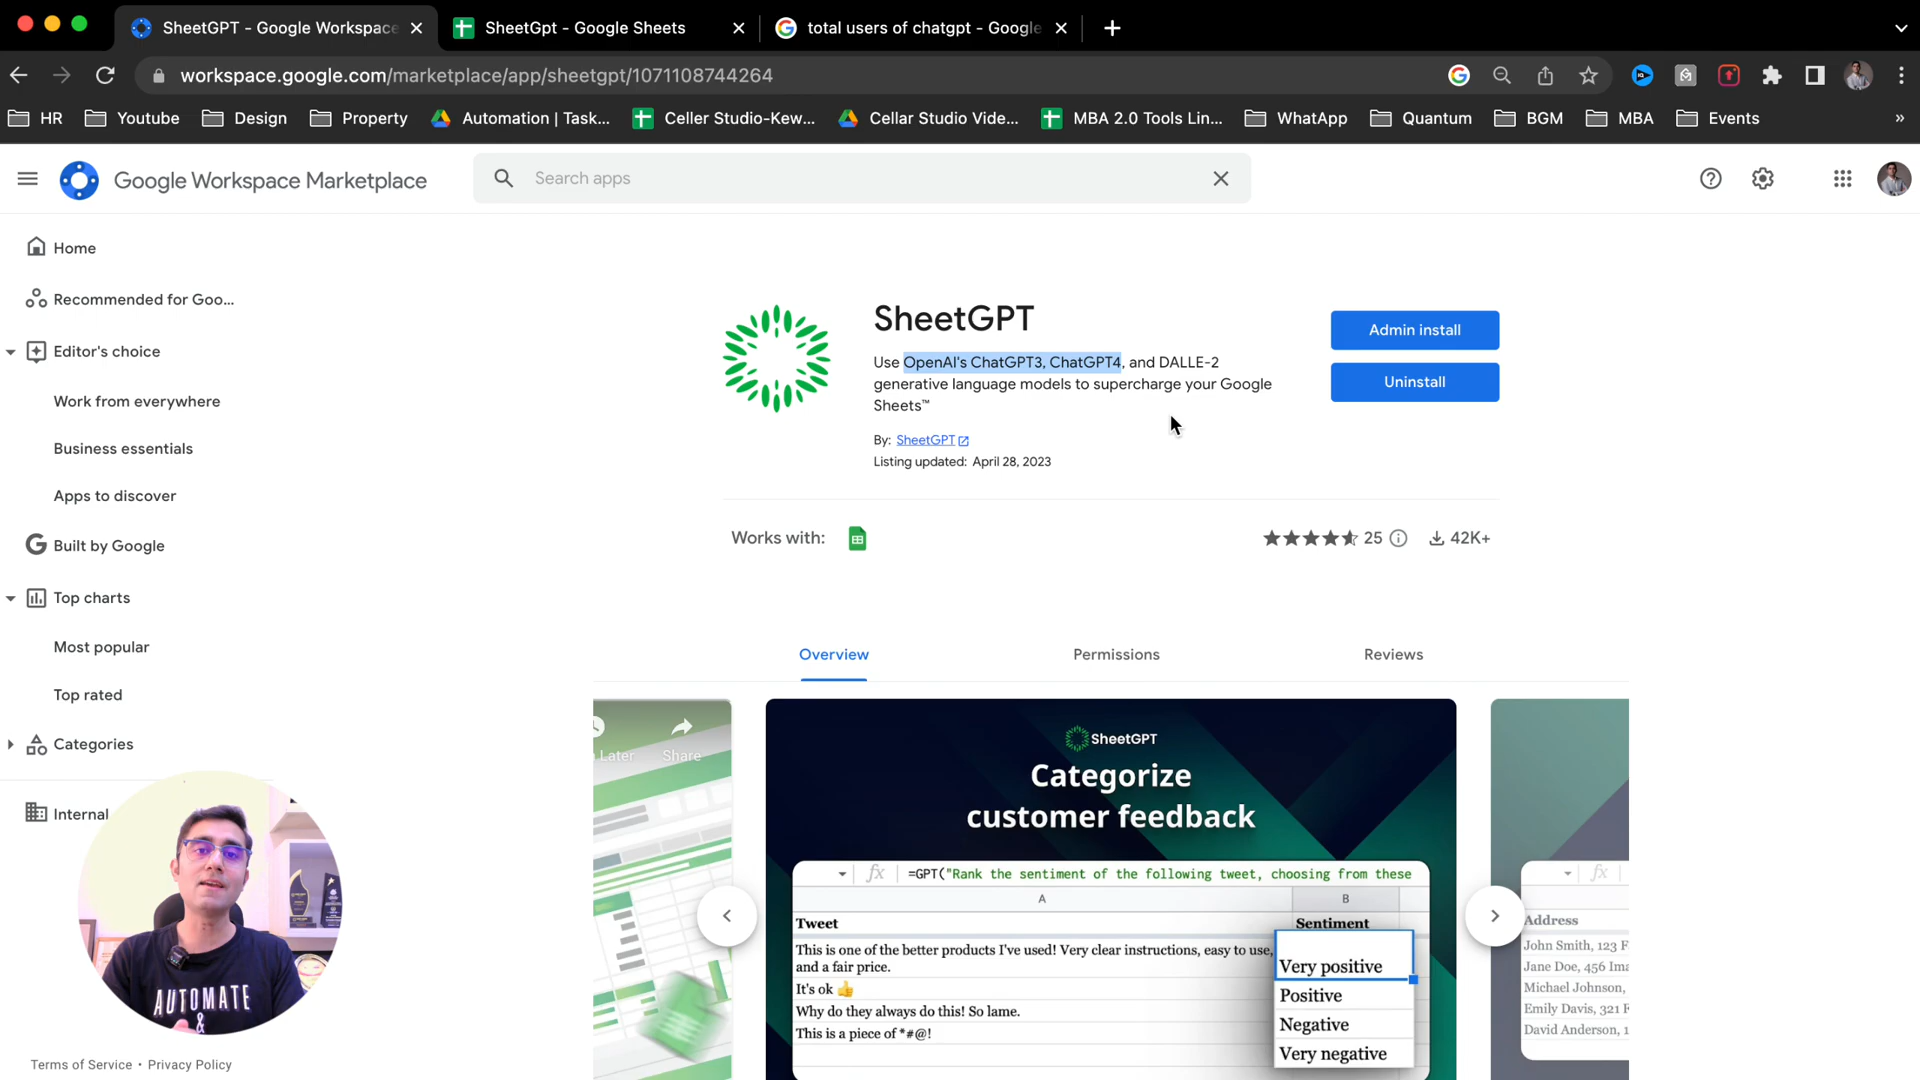 SheetGPT - Google Workspace
SheetGpt - Google Sheets
total users of chatgpt - Google
workspace.google.com/marketplace/app/sheetgpt/1071108744264
HR
Youtube
Design
Property
Automation | Task...
Celler Studio-Kew...
Cellar Studio Vide...
MBA 2.0 Tools Lin...
WhatApp
Quantum
BGM
MBA
Events
»
Google Workspace Marketplace
Search apps
Home
Recommended for Goo...
Editor's choice
Work from everywhere
Business essentials
Apps to discover
Built by Google
Top charts
Most popular
Top rated
Categories
Internal
Terms of Service • Privacy Policy
SheetGPT
Use OpenAI's ChatGPT3, ChatGPT4, and DALLE-2
generative language models to supercharge your Google
Sheets™
By: SheetGPT
Listing updated: April 28, 2023
Admin install
Uninstall
Works with:
25
42K+
Overview
Permissions
Reviews
Later
Share
SheetGPT
Categorize
customer feedback
fx
=GPT("Rank the sentiment of the following tweet, choosing from these
A
B
Tweet
Sentiment
This is one of the better products I've used! Very clear instructions, easy to use,
and a fair price.
Very positive
It's ok 👍
Positive
Why do they always do this! So lame.
Negative
This is a piece of *#@!
Very negative
fx
Address
John Smith, 123 F
Jane Doe, 456 Ima
Michael Johnson,
Emily Davis, 321 F
David Anderson, 1
AUTOMATE
&